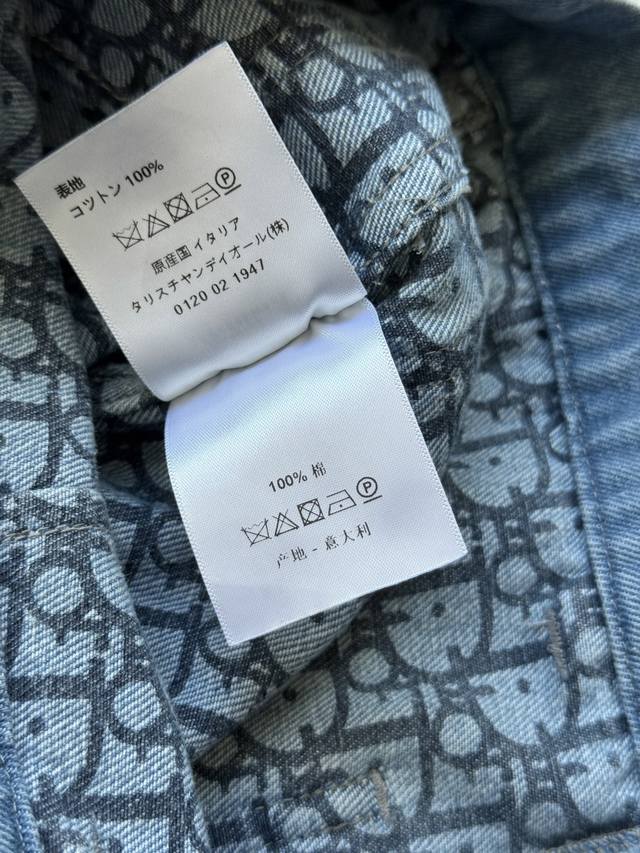 表地
コットン 100%
原産国 イタリア
タリスチャンディオール(株)
0120 02 1947
100% 棉
产地 - 意大利